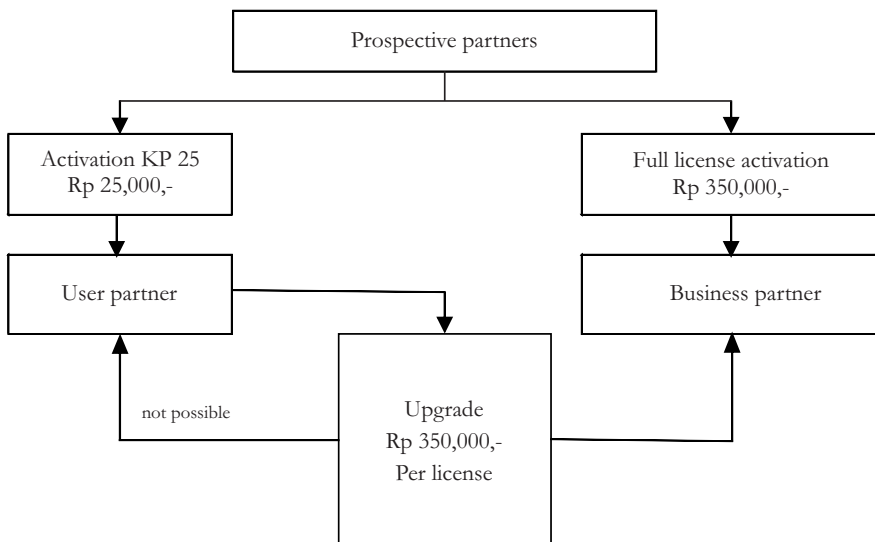 Prospective partners
Activation KP 25
Rp 25,000,-
Full license activation
Rp 350,000,-
User partner
Business partner
not possible
Upgrade
Rp 350,000,-
Per license